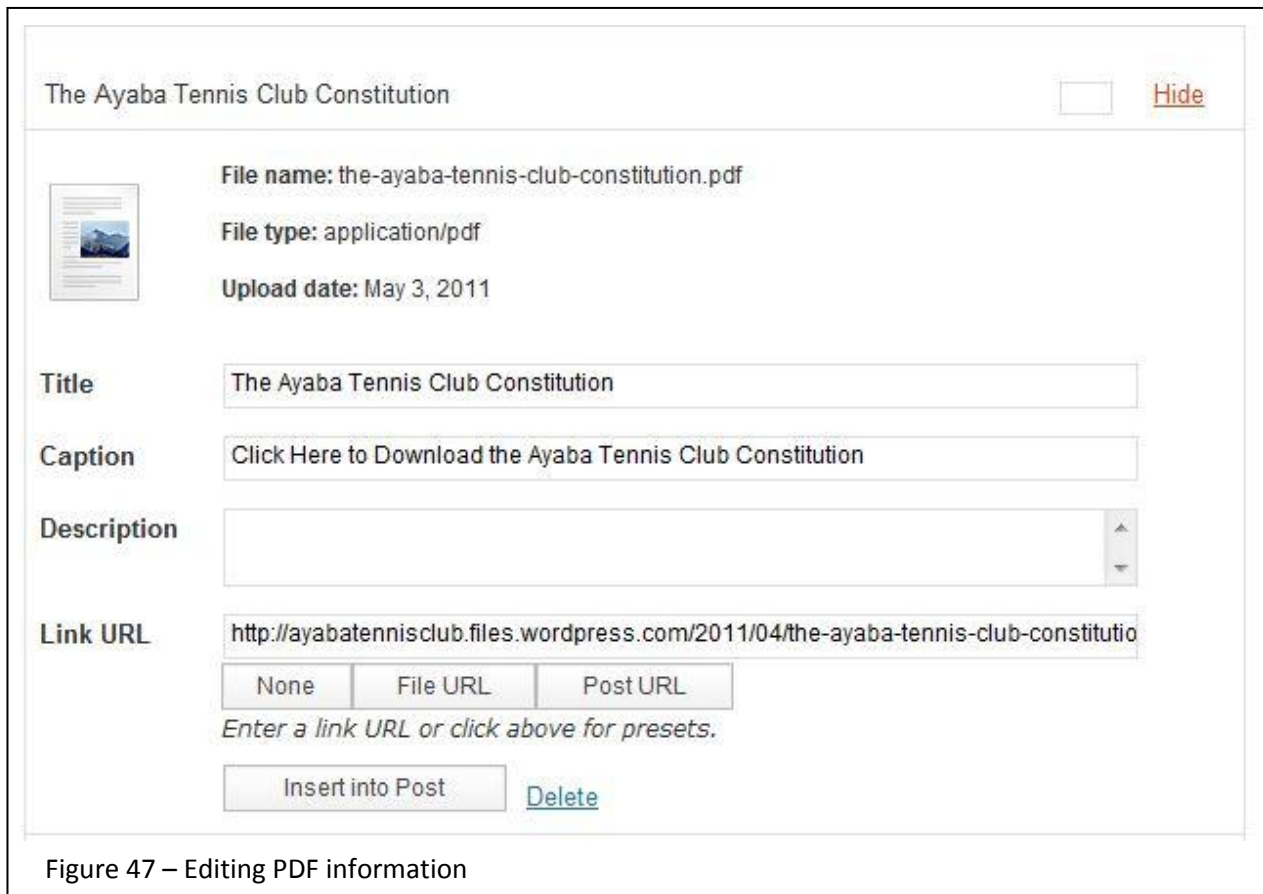 The Ayaba Tennis Club Constitution Hide
File name: the-ayaba-tennis-club-constitution.pdf
File type: application/pdf
Upload date: May 3, 2011
Title The Ayaba Tennis Club Constitution
Caption Click Here to Download the Ayaba Tennis Club Constitution
Description
Link URL http://ayabatennisclub.files.wordpress.com/2011/04/the-ayaba-tennis-club-constitutio
None File URL Post URL
Enter a link URL or click above for presets.
Insert into Post Delete
Figure 47 – Editing PDF information